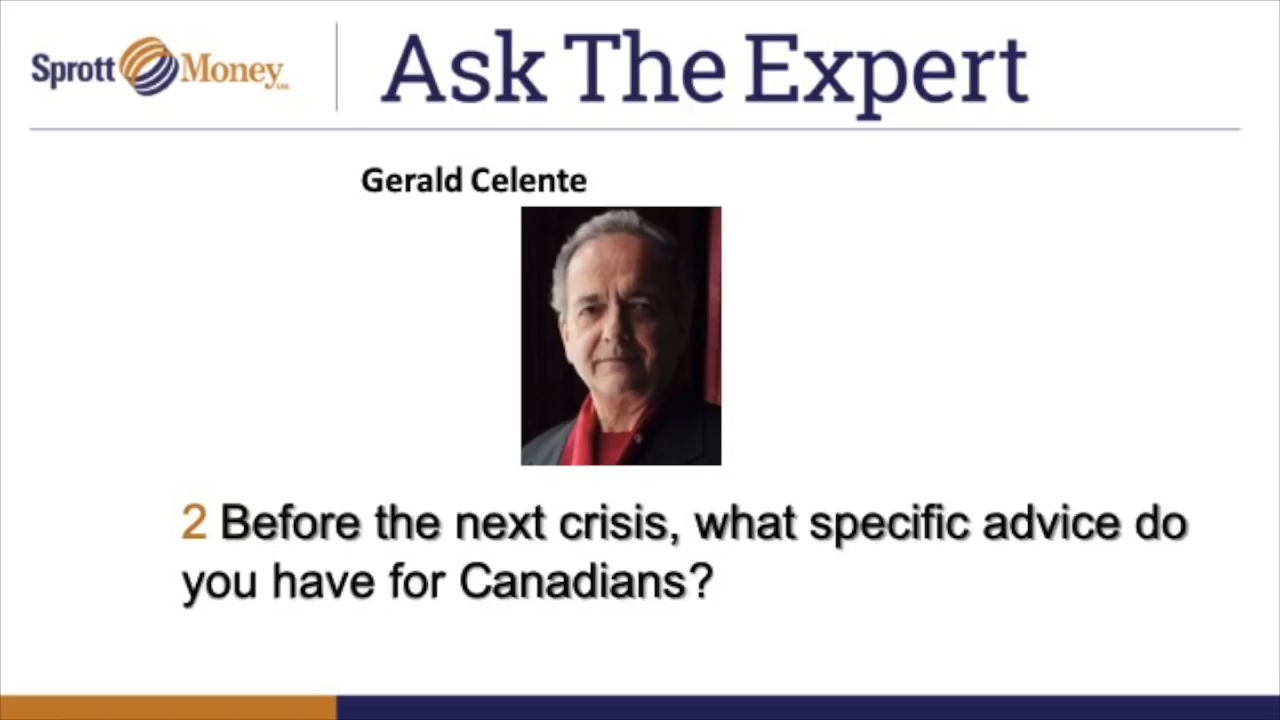 Sprott Money Ltd.
Ask The Expert
Gerald Celente
2 Before the next crisis, what specific advice do
you have for Canadians?